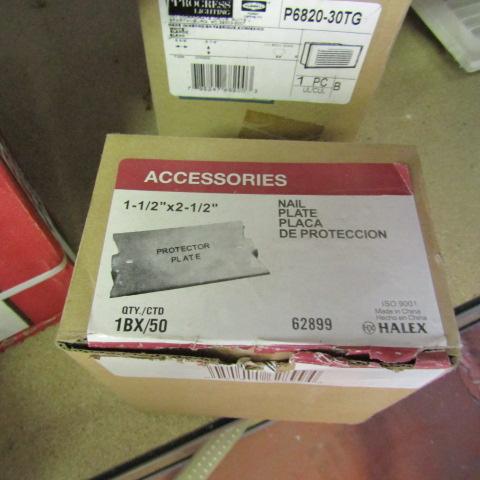 PROGRESS
LIGHTING
P6820-30TG
1 PC B
ACCESSORIES
1-1/2"x2-1/2"
NAIL
PLATE
PLACA
DE PROTECCION
PROTECTOR
PLATE
QTY./CTD
1BX/50
62899
ISO 9001
Made in China
Hecho en China
HALEX